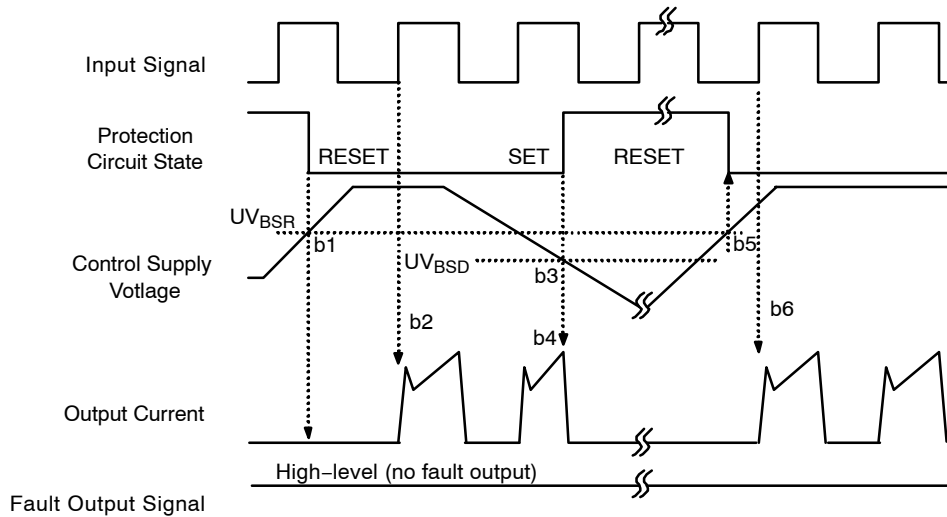 Input Signal
Protection
Circuit State
RESET
SET
RESET
UVBSR
b1
b5
UVBSD
b3
Control Supply
Votlage
b2
b6
b4
Output Current
High−level (no fault output)
Fault Output Signal